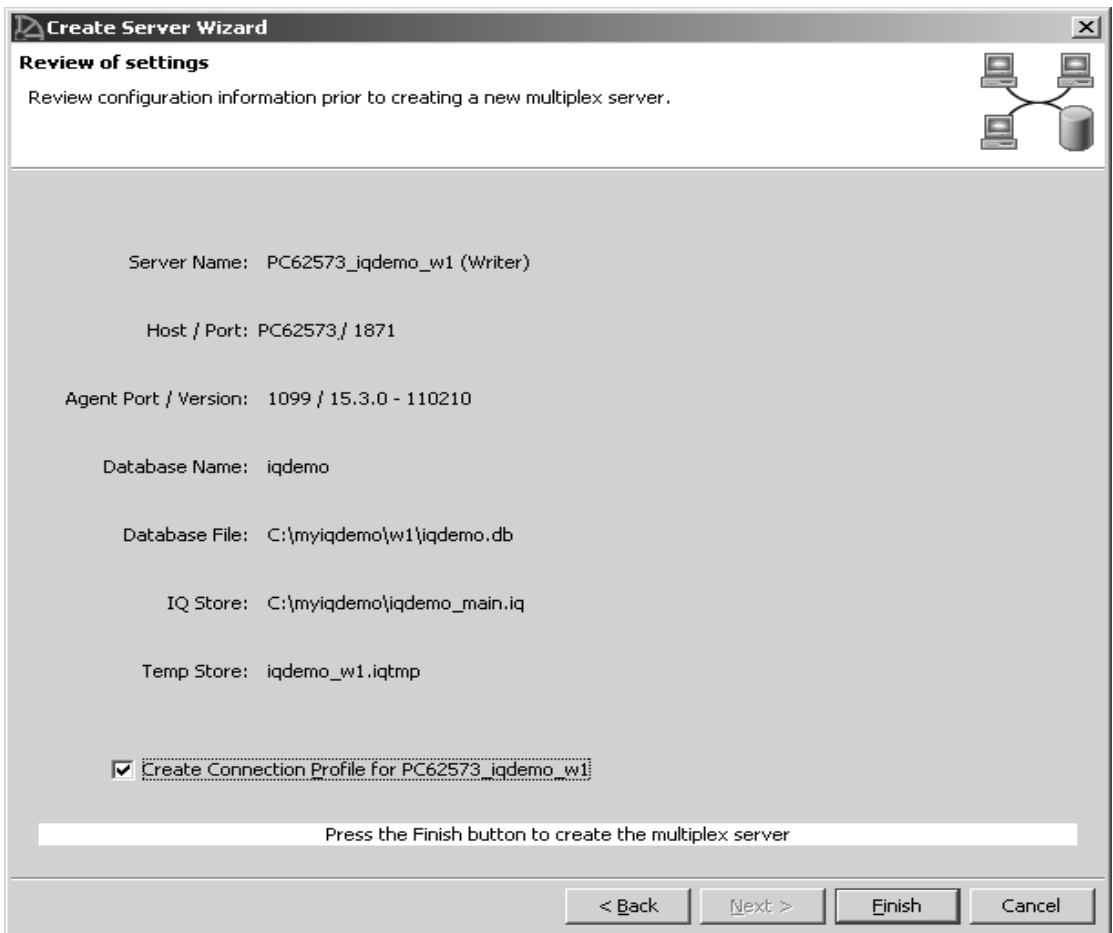 Create Server Wizard
Review of settings
Review configuration information prior to creating a new multiplex server.
Server Name: PC62573_iqdemo_w1 (Writer)
Host / Port: PC62573 / 1871
Agent Port / Version: 1099 / 15.3.0 - 110210
Database Name: iqdemo
Database File: C:\myiqdemo\w1\iqdemo.db
IQ Store: C:\myiqdemo\iqdemo_main.iq
Temp Store: iqdemo_w1.iqtmp
Create Connection Profile for PC62573_iqdemo_w1
Press the Finish button to create the multiplex server
< Back Next > Finish Cancel